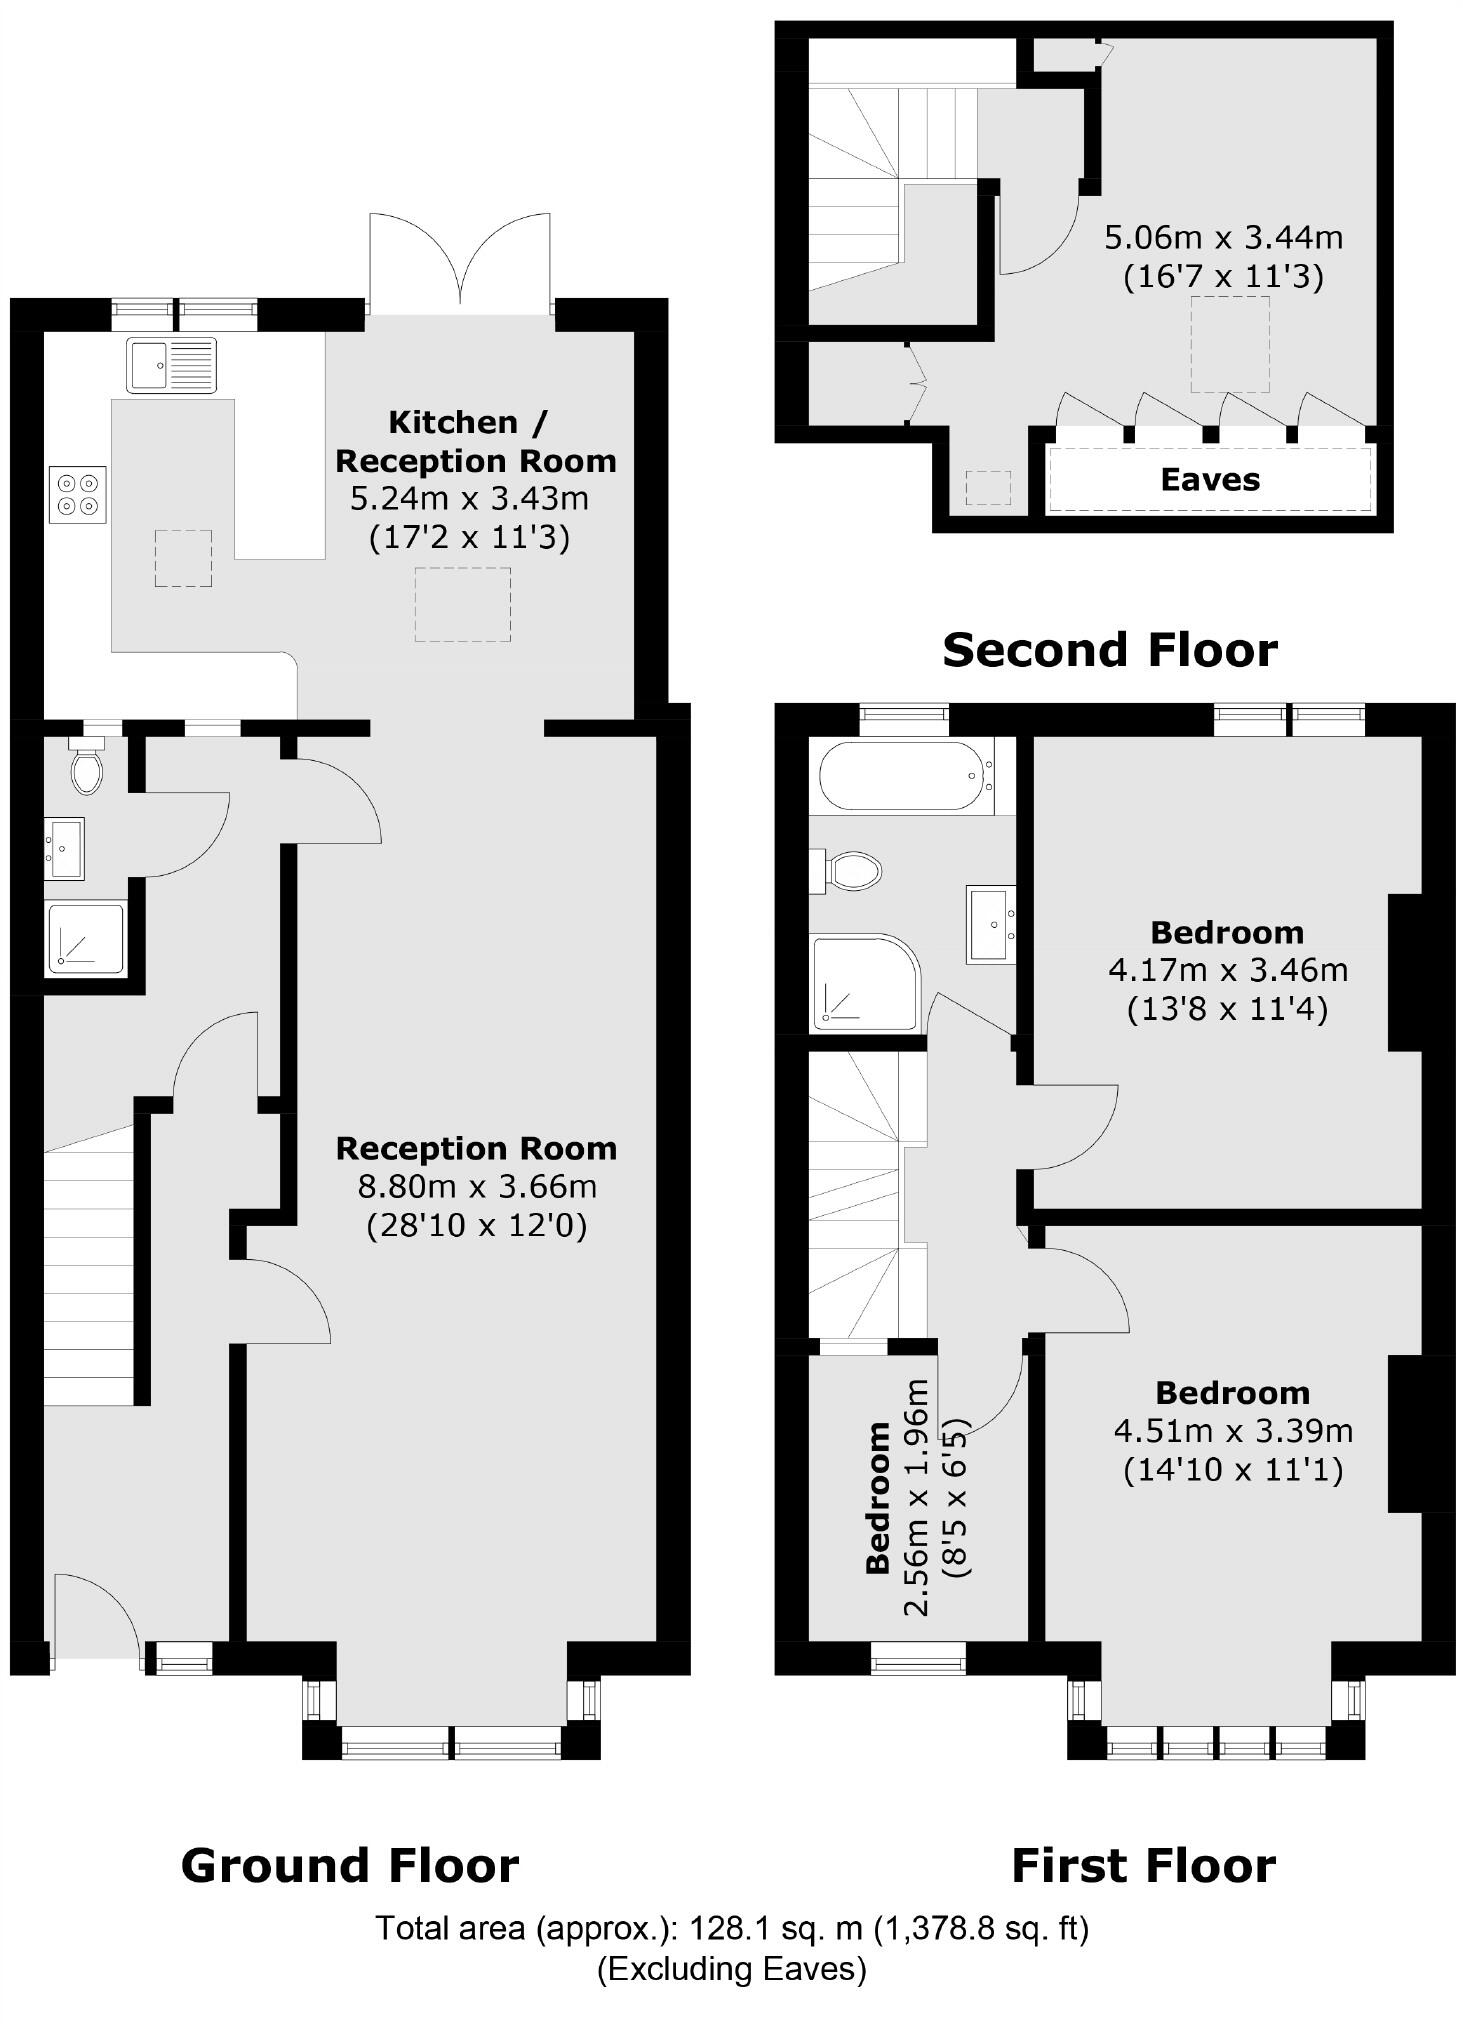 5.06m x 3.44m
(16'7 x 11'3)
Eaves
Second Floor
Kitchen /
Reception Room
5.24m x 3.43m
(17'2 x 11'3)
Reception Room
8.80m x 3.66m
(28'10 x 12'0)
Ground Floor
Bedroom
4.17m x 3.46m
(13'8 x 11'4)
Bedroom
4.51m x 3.39m
(14'10 x 11'1)
Bedroom
2.56m x 1.96m
(8'5 x 6'5)
First Floor
Total area (approx.): 128.1 sq. m (1,378.8 sq. ft)
(Excluding Eaves)